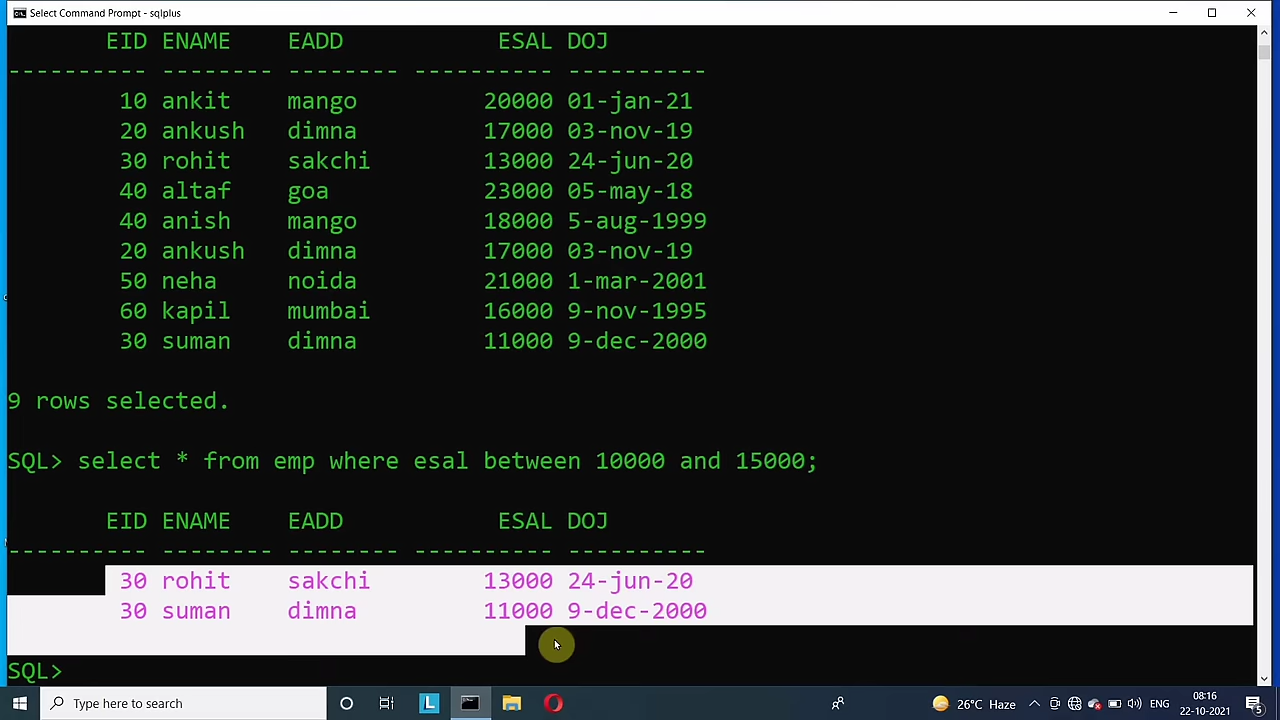 Select Command Prompt - sqlplus
EID ENAME EADD ESAL DOJ
---------- -------- -------- ---------- ----------
10 ankit mango 20000 01-jan-21
20 ankush dimna 17000 03-nov-19
30 rohit sakchi 13000 24-jun-20
40 altaf goa 23000 05-may-18
40 anish mango 18000 5-aug-1999
20 ankush dimna 17000 03-nov-19
50 neha noida 21000 1-mar-2001
60 kapil mumbai 16000 9-nov-1995
30 suman dimna 11000 9-dec-2000
9 rows selected.
SQL> select * from emp where esal between 10000 and 15000;
EID ENAME EADD ESAL DOJ
---------- -------- -------- ---------- ----------
30 rohit sakchi 13000 24-jun-20
30 suman dimna 11000 9-dec-2000
SQL>
Type here to search
L
26°C Haze
ENG
08:16
22-10-2021
5